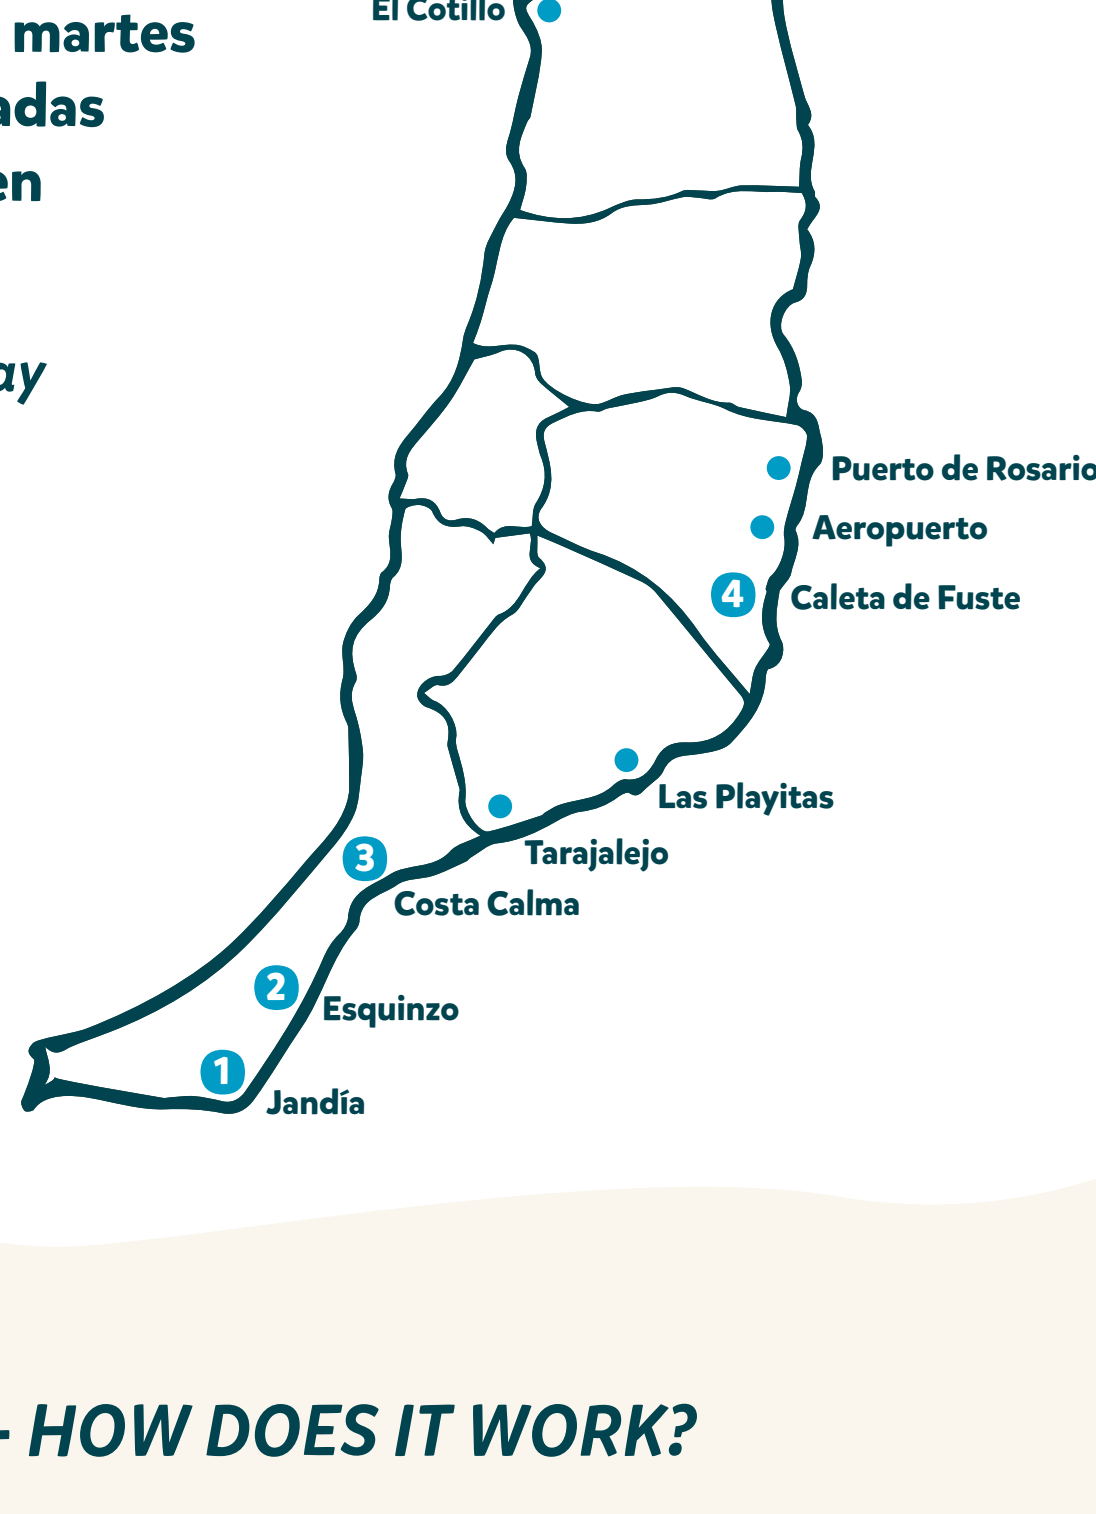 El Cotillo
martes
adas
en
ay
Puerto de Rosario
Aeropuerto
4 Caleta de Fuste
Las Playitas
Tarajalejo
3
Costa Calma
2
Esquinzo
1
Jandía
- HOW DOES IT WORK?